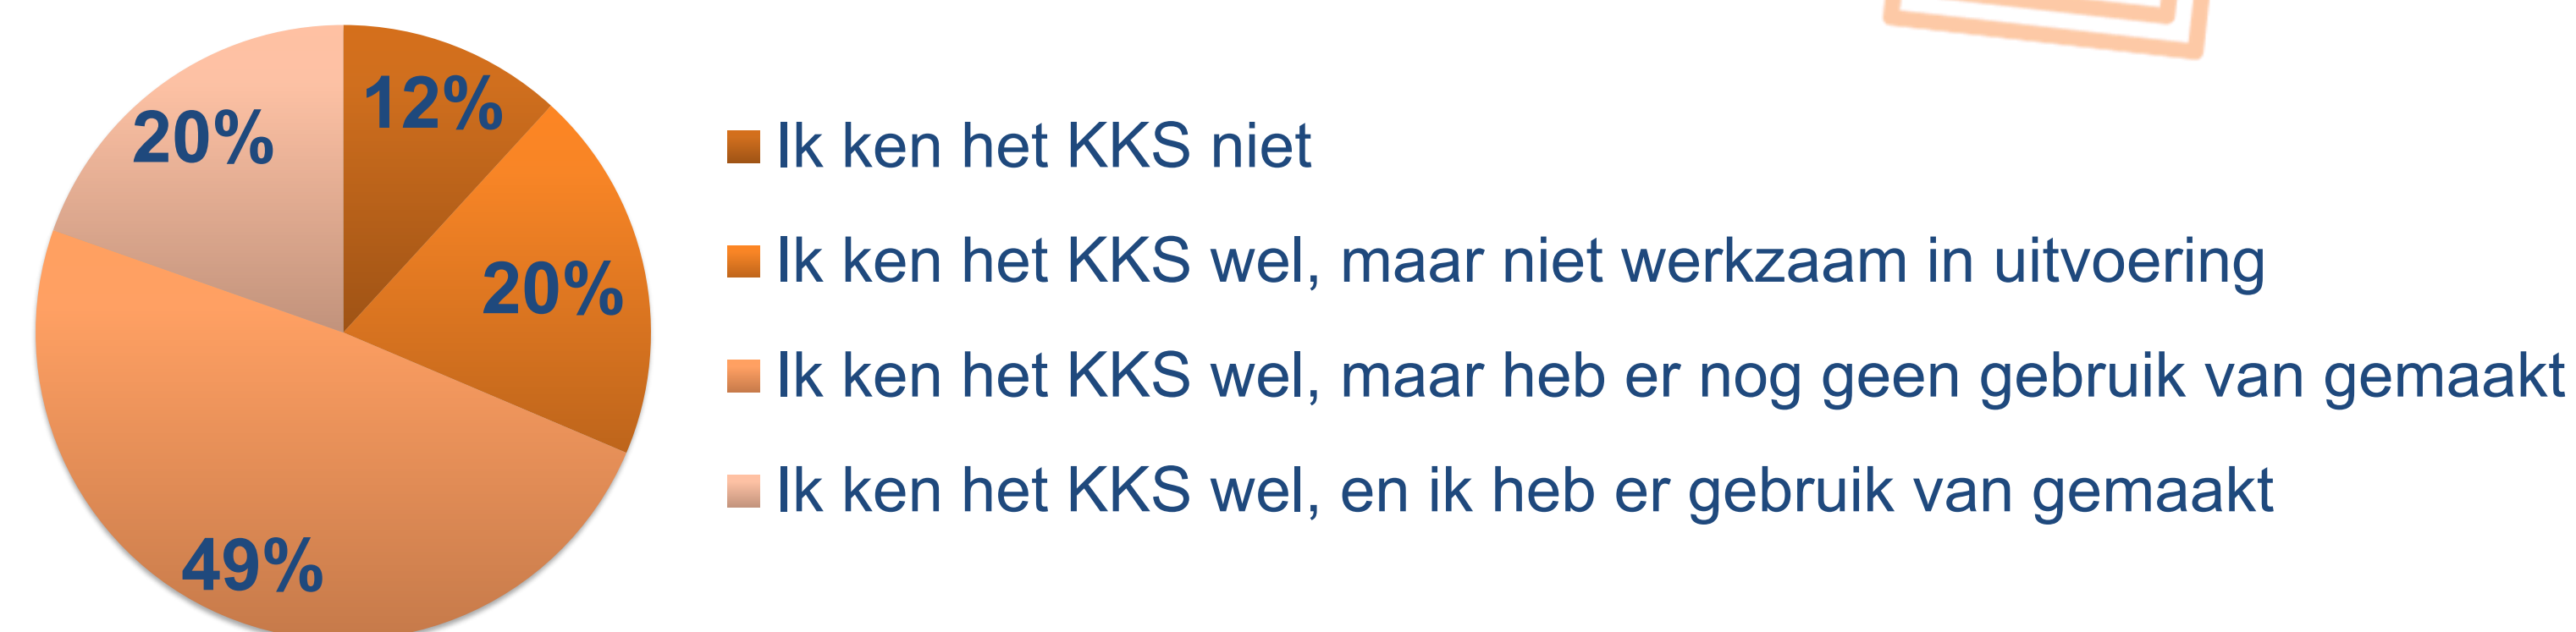 12%
20%
20%
49%
Ik ken het KKS niet
Ik ken het KKS wel, maar niet werkzaam in uitvoering
Ik ken het KKS wel, maar heb er nog geen gebruik van gemaakt
Ik ken het KKS wel, en ik heb er gebruik van gemaakt